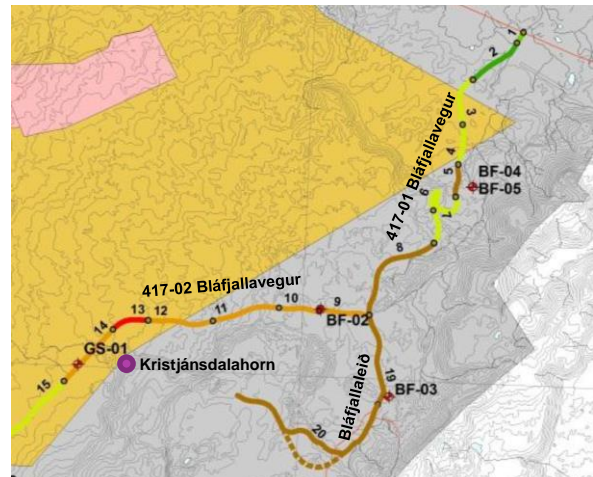 1
2
3
4
5
BF-04
BF-05
6
7
417-01 Bláfjallavegur
8
417-02 Bláfjallavegur
9
10
11
12
13
14
BF-02
GS-01
Kristjánsdalahorn
15
19
BF-03
Bláfjallaleið
20